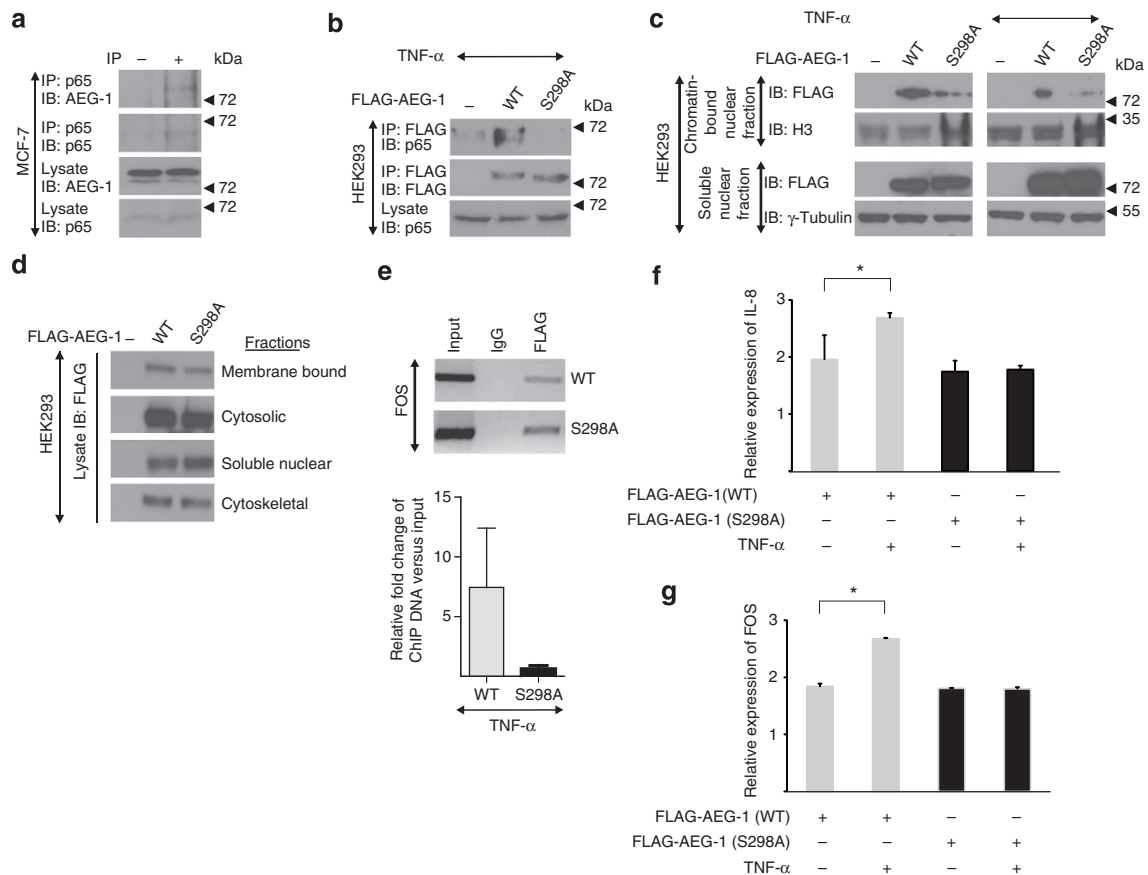 a
IP – + kDa
MCF-7
IP: p65
IB: AEG-1
72
IP: p65
IB: p65
72
Lysate
IB: AEG-1
72
Lysate
IB: p65
72
b
TNF-α
FLAG-AEG-1 – WT S298A
kDa
HEK293
IP: FLAG
IB: p65
72
IP: FLAG
IB: FLAG
72
Lysate
IB: p65
c
TNF-α
FLAG-AEG-1 – WT S298A – WT S298A
kDa
HEK293
Chromatin-
bound
nuclear
fraction
IB: FLAG
72
35
IB: H3
Soluble
nuclear
fraction
IB: FLAG
72
IB: γ-Tubulin
55
d
FLAG-AEG-1 – WT S298A
Fractions
HEK293
Lysate IB: FLAG
Membrane bound
Cytosolic
Soluble nuclear
Cytoskeletal
e
Input IgG FLAG
FOS
WT
S298A
Relative fold change of
ChIP DNA versus input
15
10
5
WT S298A
TNF-α
f
*
Relative expression of IL-8
3
2
1
FLAG-AEG-1(WT) + + – –
FLAG-AEG-1 (S298A) – – + +
TNF-α – + – +
g
*
Relative expression of FOS
3
2
1
FLAG-AEG-1 (WT) + + – –
FLAG-AEG-1 (S298A) – – + +
TNF-α – + – +